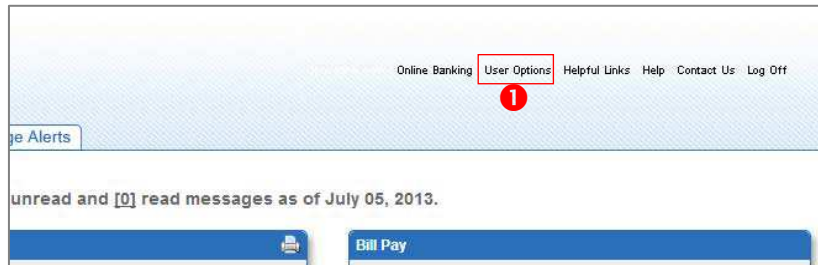 Online Banking User Options Helpful Links Help Contact Us Log Off
1
ge Alerts
unread and [0] read messages as of July 05, 2013.
Bill Pay